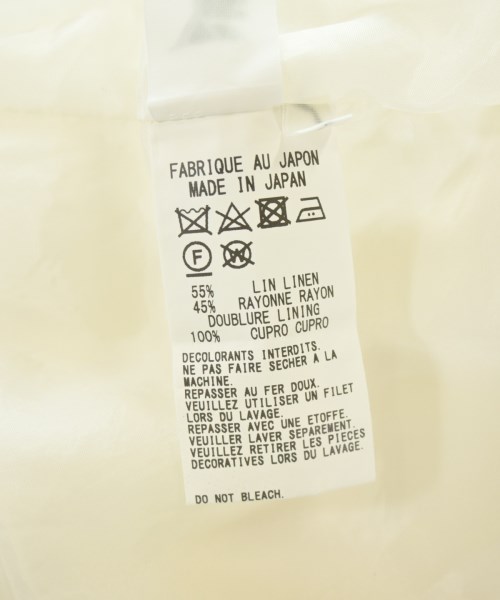 FABRIQUE AU JAPON
MADE IN JAPAN
F W
55% LIN LINEN
45% RAYONNE RAYON
DOUBLURE LINING
100% CUPRO CUPRO
DECOLORANTS INTERDITS.
NE PAS FAIRE SECHER A LA
MACHINE.
REPASSER AU FER DOUX.
VEUILLEZ UTILISER UN FILET
LORS DU LAVAGE.
REPASSER AVEC UNE ETOFFE.
VEUILLER LAVER SEPAREMENT.
VEUILLEZ RETIRER LES PIECES
DECORATIVES LORS DU LAVAGE.
DO NOT BLEACH.